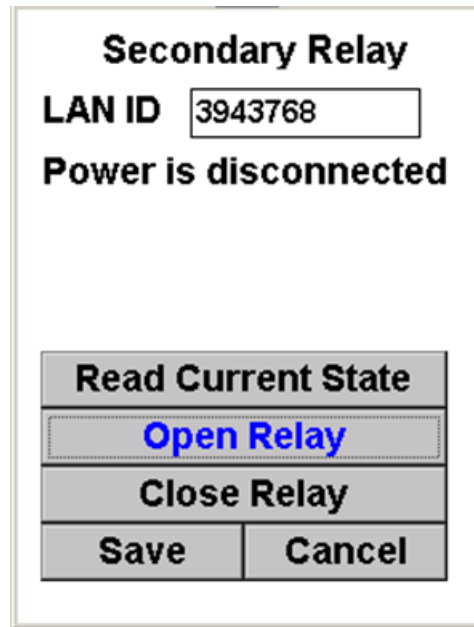 Secondary Relay
LAN ID 3943768
Power is disconnected
Read Current State
Open Relay
Close Relay
Save Cancel